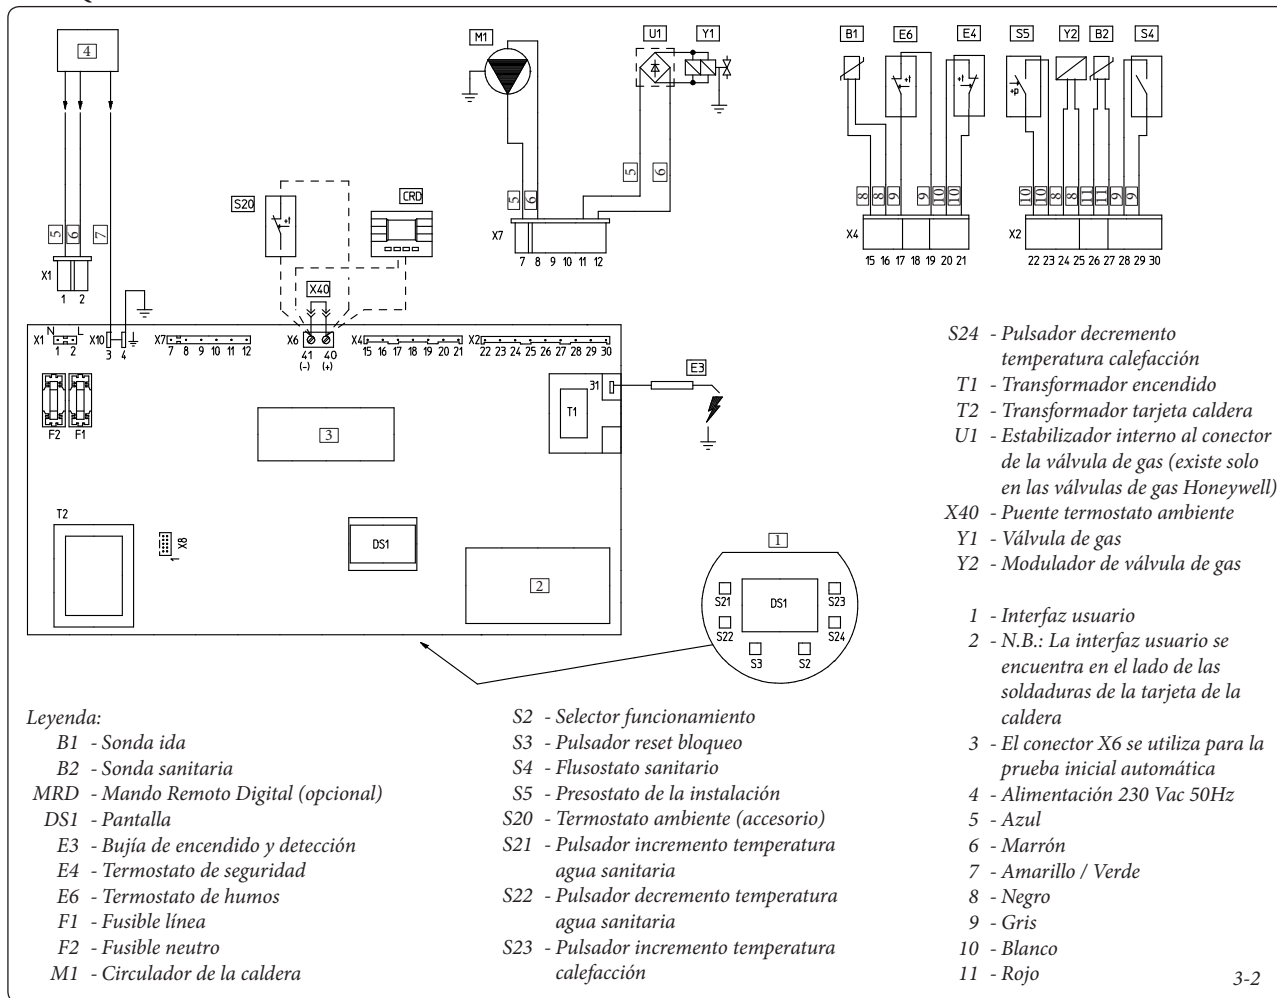 4
M1
U1
Y1
B1
E6
E4
S5
Y2
B2
S4
5
6
7
X1
1 2
S20
+t
CRD
X40
5
6
5
6
X7
7 8 9 10 11 12
+t
+t
8
8
9
9
10
10
X4
15 16 17 18 19 20 21
+p
10
10
8
8
11
11
9
9
X2
22 23 24 25 26 27 28 29 30
X1
N
L
1 2
X10
3 4
X7
7 8 9 10 11 12
X6
41 40
(-) (+)
X4
15 16 17 18 19 20 21
X2
22 23 24 25 26 27 28 29 30
F2 F1
3
31
T1
E3
T2
1
X8
DS1
2
1
S21
S22
DS1
S23
S24
S3
S2
Leyenda:
B1 - Sonda ida
B2 - Sonda sanitaria
MRD - Mando Remoto Digital (opcional)
DS1 - Pantalla
E3 - Bujía de encendido y detección
E4 - Termostato de seguridad
E6 - Termostato de humos
F1 - Fusible línea
F2 - Fusible neutro
M1 - Circulador de la caldera
S2 - Selector funcionamiento
S3 - Pulsador reset bloqueo
S4 - Flusostato sanitario
S5 - Presostato de la instalación
S20 - Termostato ambiente (accesorio)
S21 - Pulsador incremento temperatura
agua sanitaria
S22 - Pulsador decremento temperatura
agua sanitaria
S23 - Pulsador incremento temperatura
calefacción
S24 - Pulsador decremento
temperatura calefacción
T1 - Transformador encendido
T2 - Transformador tarjeta caldera
U1 - Estabilizador interno al conector
de la válvula de gas (existe solo
en las válvulas de gas Honeywell)
X40 - Puente termostato ambiente
Y1 - Válvula de gas
Y2 - Modulador de válvula de gas
1 - Interfaz usuario
2 - N.B.: La interfaz usuario se
encuentra en el lado de las
soldaduras de la tarjeta de la
caldera
3 - El conector X6 se utiliza para la
prueba inicial automática
4 - Alimentación 230 Vac 50Hz
5 - Azul
6 - Marrón
7 - Amarillo / Verde
8 - Negro
9 - Gris
10 - Blanco
11 - Rojo
3-2